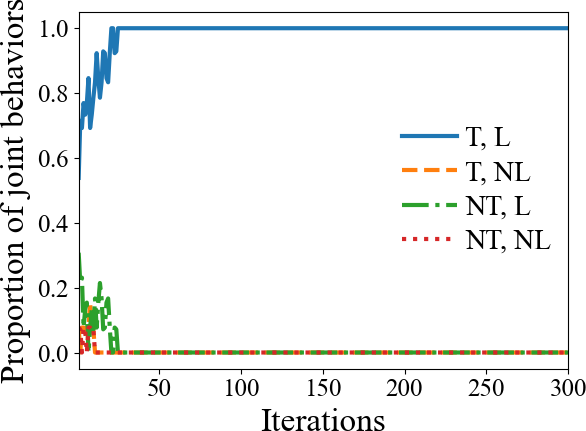 Proportion of joint behaviors
1.0
0.8
0.6
0.4
0.2
0.0
T, L
T, NL
NT, L
NT, NL
50 100 150 200 250 300
Iterations